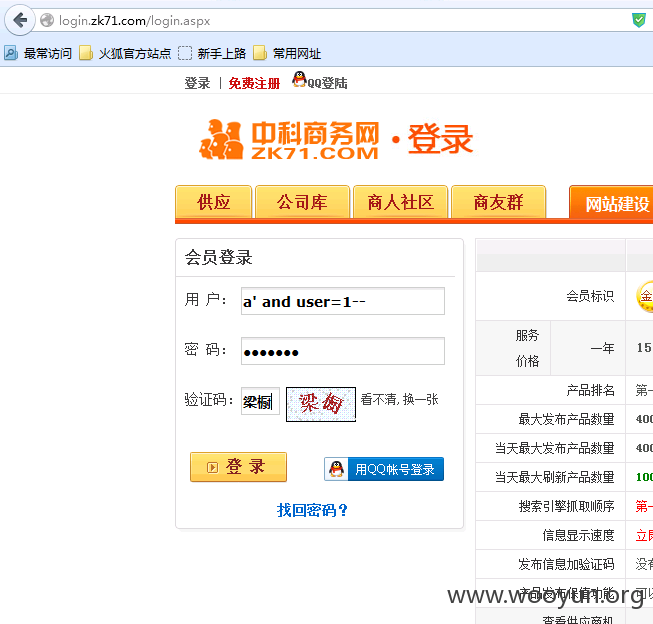 login.zk71.com/login.aspx
最常访问 火狐官方站点 新手上路 常用网址
登录 | 免费注册 QQ登陆
中科商务网
ZK71.COM
·登录
供应 公司库 商人社区 商友群 网站建设
会员登录
用 户: a' and user=1--
密 码: ●●●●●●●
验证码: 梁橱 梁橱 看不清,换一张
登 录 用QQ帐号登录
找回密码?
会员标识 金
服务
价格
一年 15
产品排名 第一
最大发布产品数量 400
当天最大发布产品数量 400
当天最大刷新产品数量 100
搜索引擎抓取顺序 第一
信息显示速度 立即
发布信息加验证码 没有
产品发布保值功能 可以
查看供应商机
www.wooyun.org